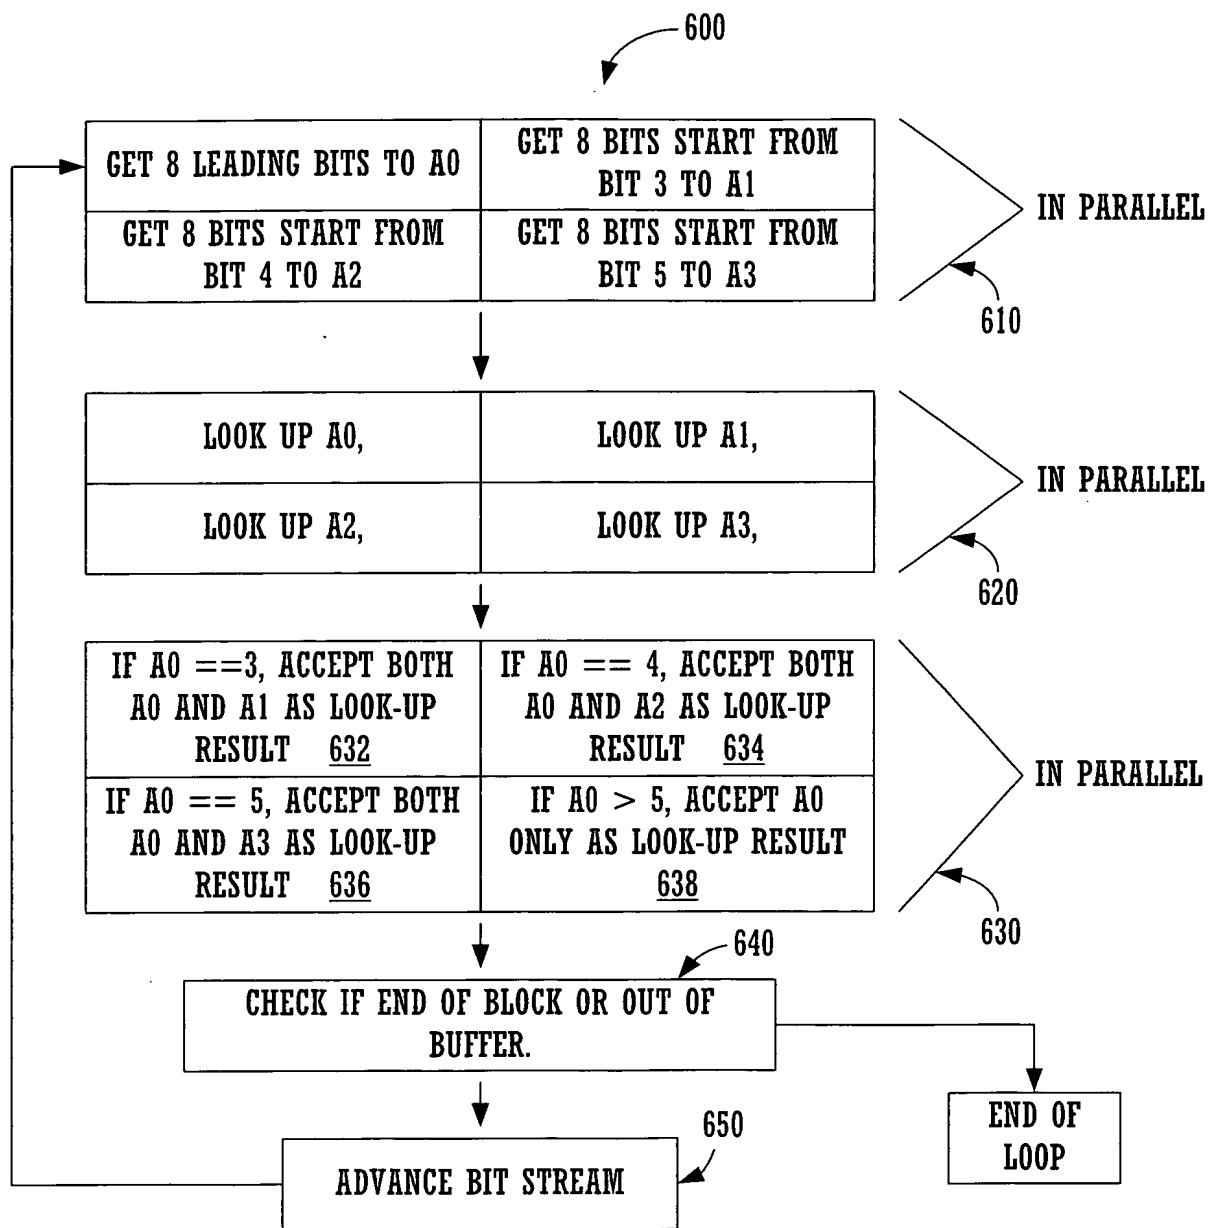 600
GET 8 LEADING BITS TO A0
GET 8 BITS START FROM
BIT 3 TO A1
GET 8 BITS START FROM
BIT 4 TO A2
GET 8 BITS START FROM
BIT 5 TO A3
IN PARALLEL
610
LOOK UP A0,
LOOK UP A1,
LOOK UP A2,
LOOK UP A3,
IN PARALLEL
620
IF A0 ==3, ACCEPT BOTH
A0 AND A1 AS LOOK-UP
RESULT 632
IF A0 == 4, ACCEPT BOTH
A0 AND A2 AS LOOK-UP
RESULT 634
IF A0 == 5, ACCEPT BOTH
A0 AND A3 AS LOOK-UP
RESULT 636
IF A0 > 5, ACCEPT A0
ONLY AS LOOK-UP RESULT
638
IN PARALLEL
630
640
CHECK IF END OF BLOCK OR OUT OF
BUFFER.
END OF
LOOP
650
ADVANCE BIT STREAM